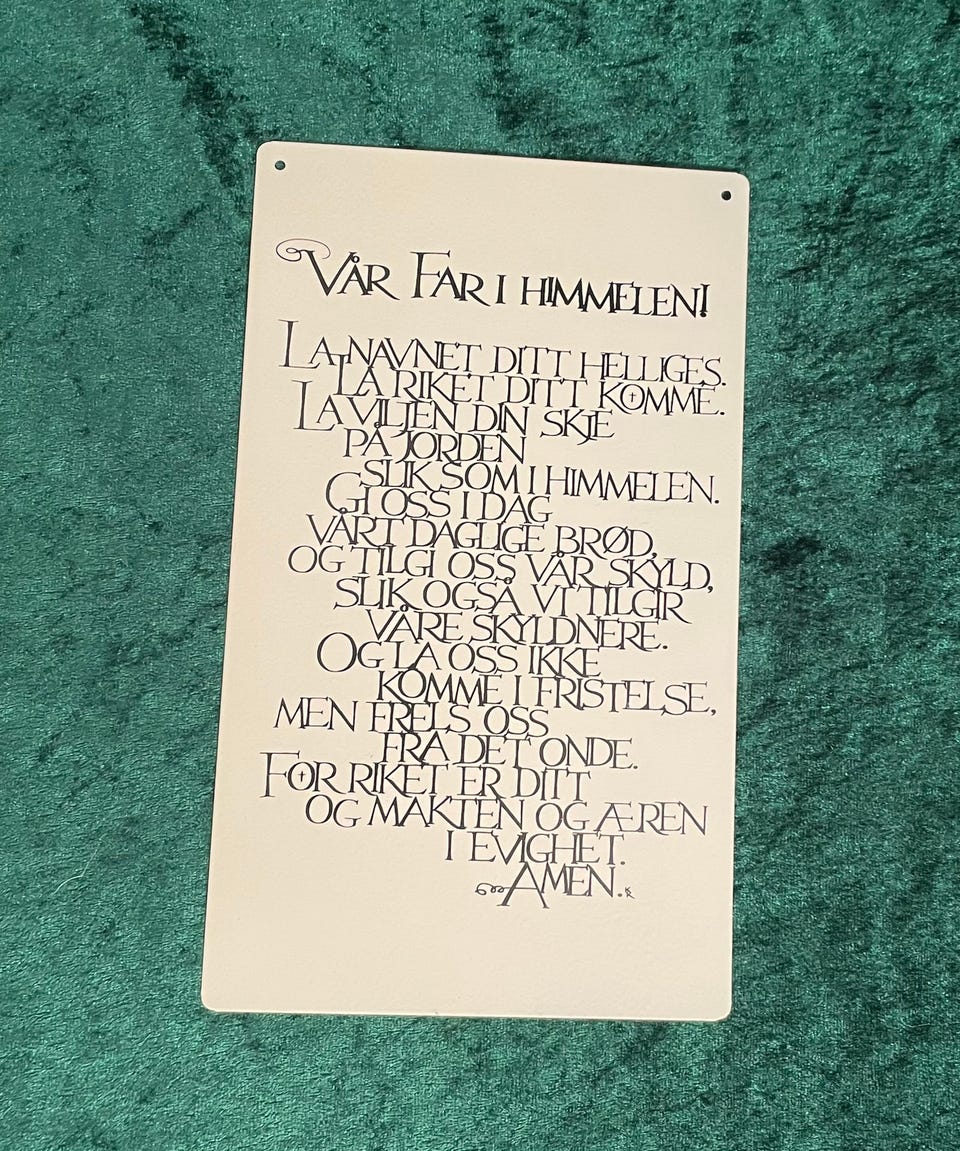 VÅR FAR I HIMMELEN!
LA NAVNET DITT HELLIGES.
LA RIKET DITT KOMME.
LA VILJEN DIN SKJE
PÅ JORDEN
SLIK SOM I HIMMELEN.
GI OSS I DAG
VÅRT DAGLIGE BRØD,
OG TILGI OSS VÅR SKYLD,
SLIK OGSÅ VI TILGIR
VÅRE SKYLDNERE.
OG LA OSS IKKE
KOMME I FRISTELSE,
MEN FRELS OSS
FRA DET ONDE.
FOR RIKET ER DITT
OG MAKTEN OG ÆREN
I EVIGHET.
AMEN.